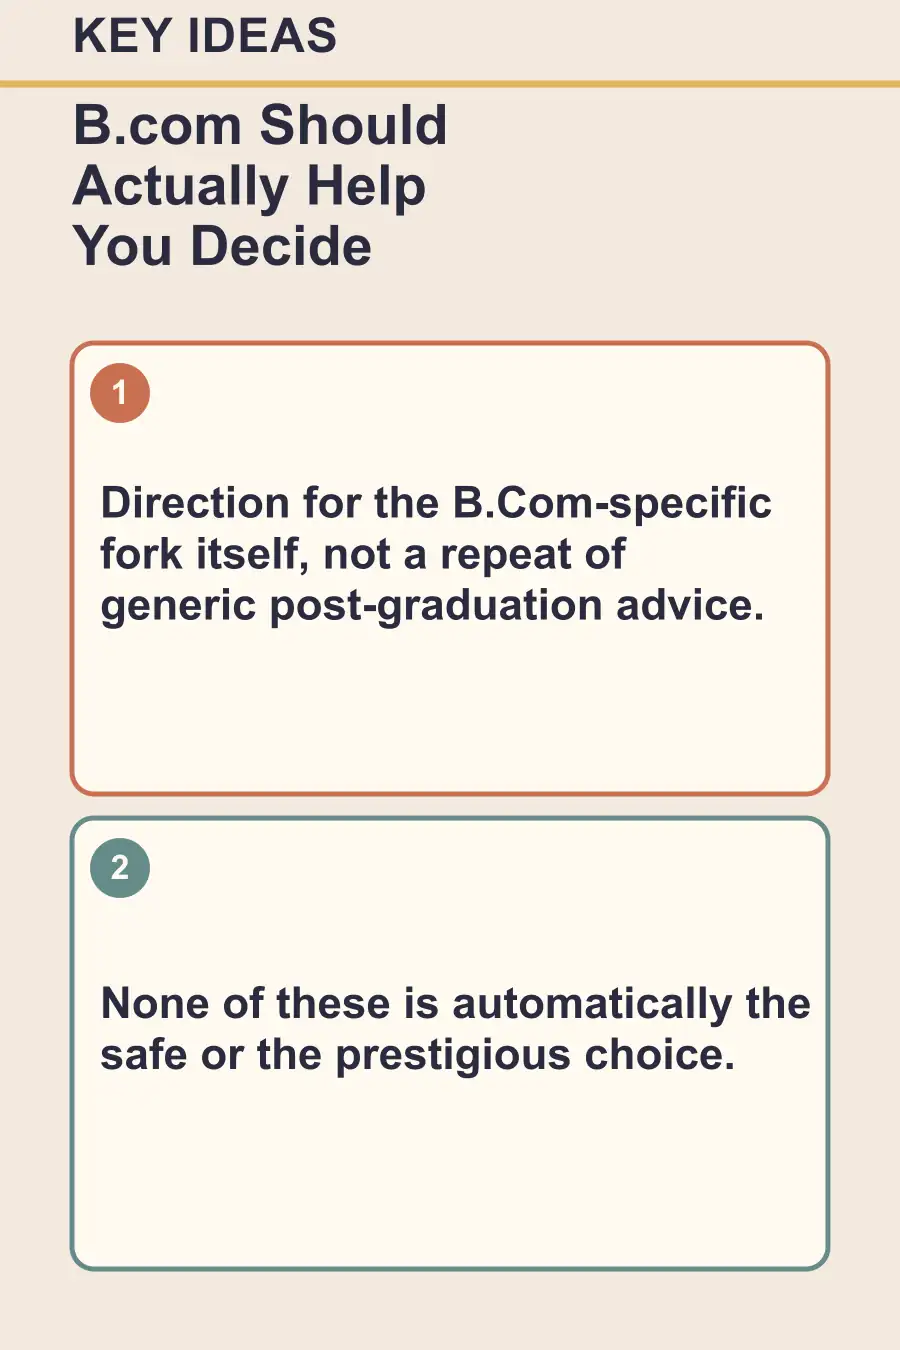 KEY IDEAS
B.com Should
Actually Help
You Decide
1
Direction for the B.Com-specific
fork itself, not a repeat of
generic post-graduation advice.
2
None of these is automatically the
safe or the prestigious choice.